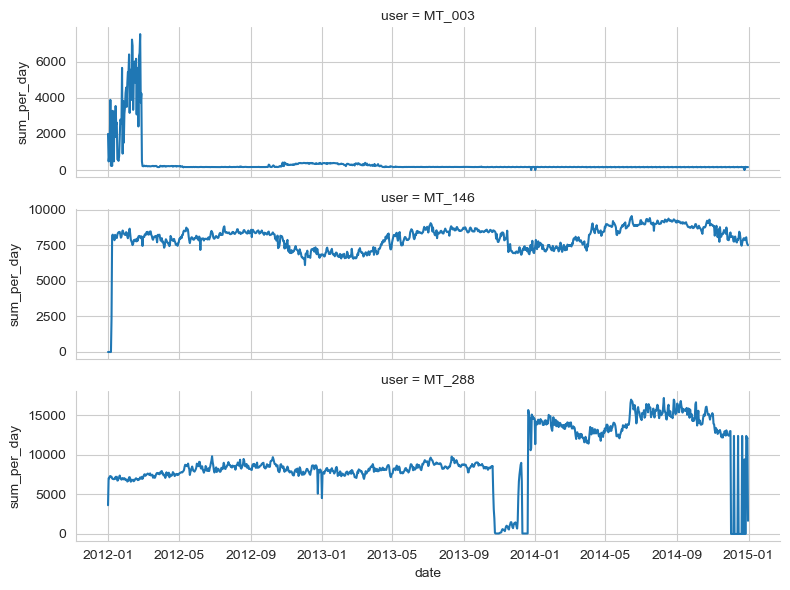 user = MT_003
6000
4000
2000
0
sum_per_day
user = MT_146
10000
7500
5000
2500
0
sum_per_day
user = MT_288
15000
10000
5000
0
sum_per_day
2012-01 2012-05 2012-09 2013-01 2013-05 2013-09 2014-01 2014-05 2014-09 2015-01
date